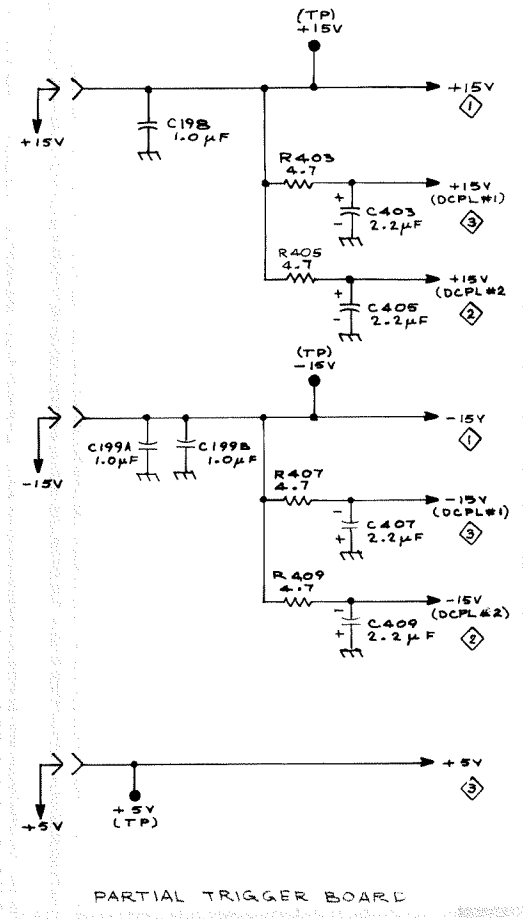 (TP)
+15V
+15V
1
+15V
C198
1.0µF
R403
4.7
+15V
(DCPL#1)
3
+
-
C403
2.2µF
R405
4.7
+15V
(DCPL#2
2
+
-
C405
2.2µF
(TP)
-15V
-15V
1
-15V
C199A
1.0µF
C199B
1.0µF
R407
4.7
-15V
(DCPL#1)
3
-
+
C407
2.2µF
R409
4.7
-15V
(DCPL#2)
2
-
+
C409
2.2µF
+5V
3
+5V
+5V
(TP)
PARTIAL TRIGGER BOARD